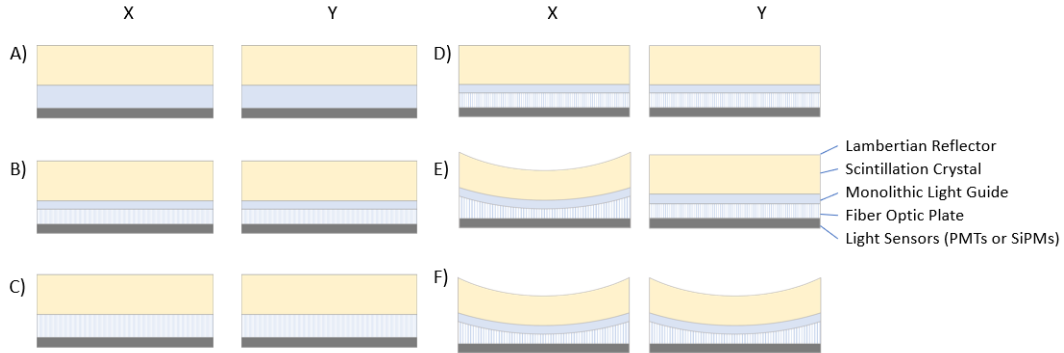 X Y X Y
A) D)
B) E)
Lambertian Reflector
Scintillation Crystal
Monolithic Light Guide
Fiber Optic Plate
Light Sensors (PMTs or SiPMs)
C) F)